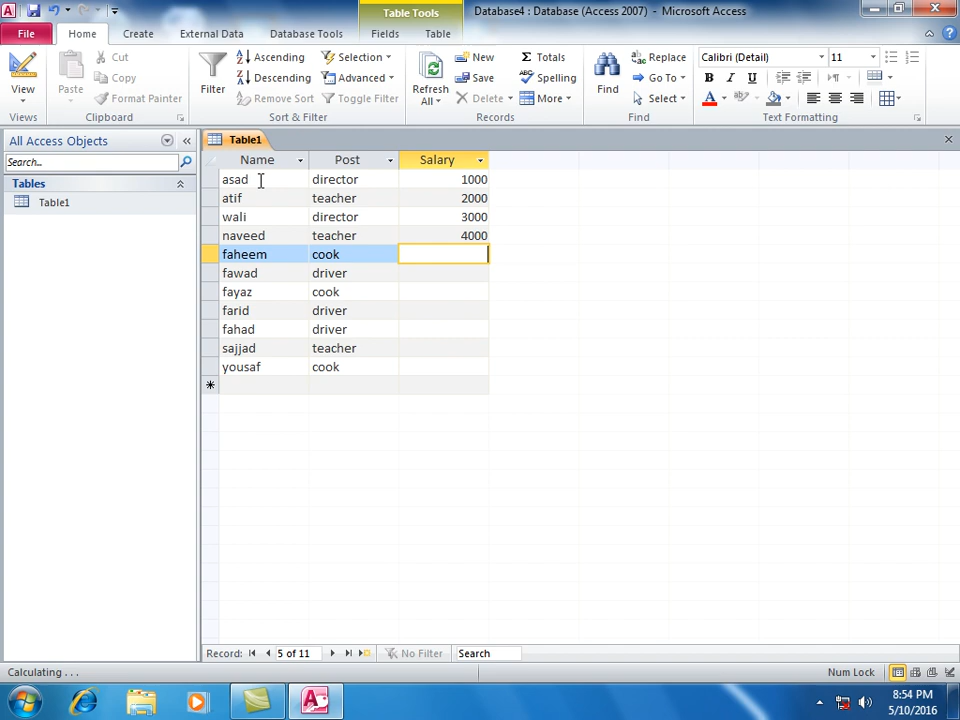 Table Tools
Database4 : Database (Access 2007) - Microsoft Access
File Home Create External Data Database Tools Fields Table
View
Views
Paste
Cut
Copy
Format Painter
Clipboard
Filter
Ascending
Descending
Remove Sort
Selection
Advanced
Toggle Filter
Sort & Filter
Refresh
All
New
Save
Delete
Totals
Spelling
More
Records
Find
Replace
Go To
Select
Find
Calibri (Detail) 11
B I U
A
Text Formatting
All Access Objects
Search...
Tables
Table1
Table1
Name Post Salary
asad director 1000
atif teacher 2000
wali director 3000
naveed teacher 4000
faheem cook
fawad driver
fayaz cook
farid driver
fahad driver
sajjad teacher
yousaf cook
Record: 5 of 11 No Filter Search
Calculating . . . Num Lock
8:54 PM
5/10/2016